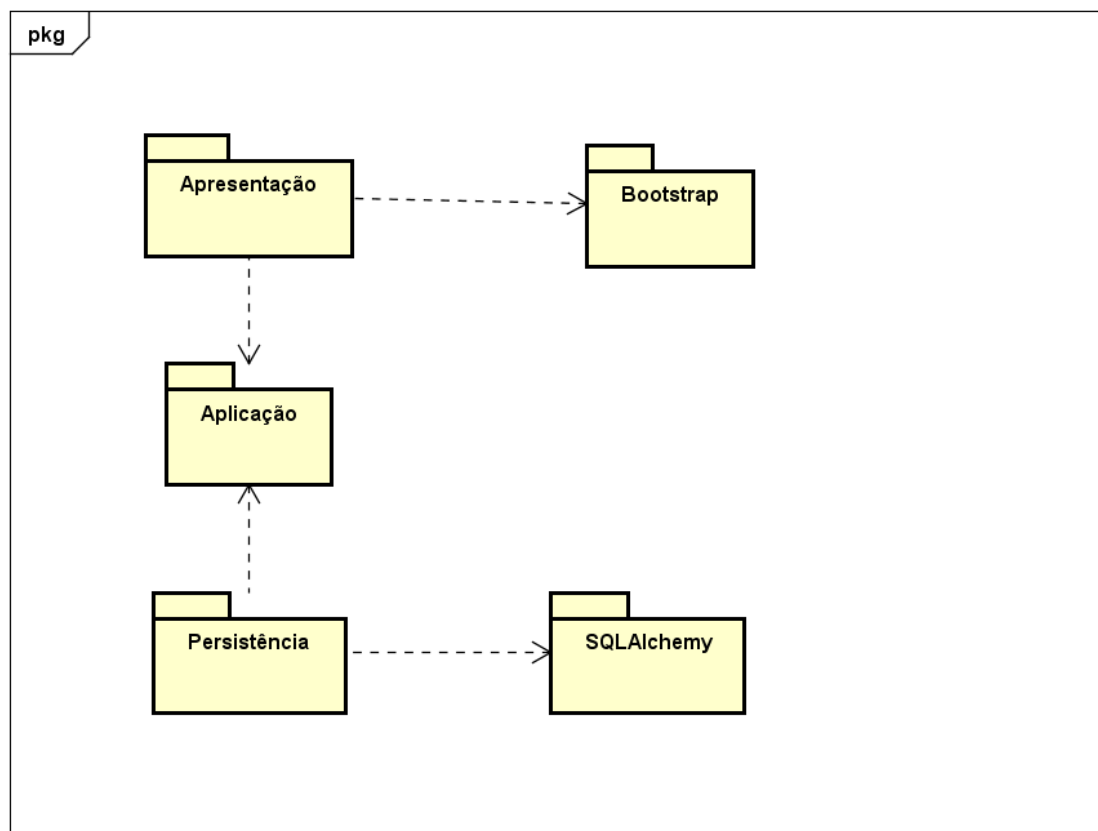 pkg
Apresentação
Bootstrap
Aplicação
Persistência
SQLAlchemy